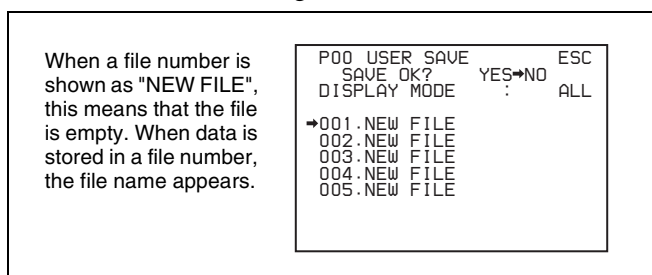 When a file number is
shown as "NEW FILE",
this means that the file
is empty. When data is
stored in a file number,
the file name appears.
P00 USER SAVE ESC
SAVE OK? YES➡NO
DISPLAY MODE : ALL
➡001.NEW FILE
002.NEW FILE
003.NEW FILE
004.NEW FILE
005.NEW FILE